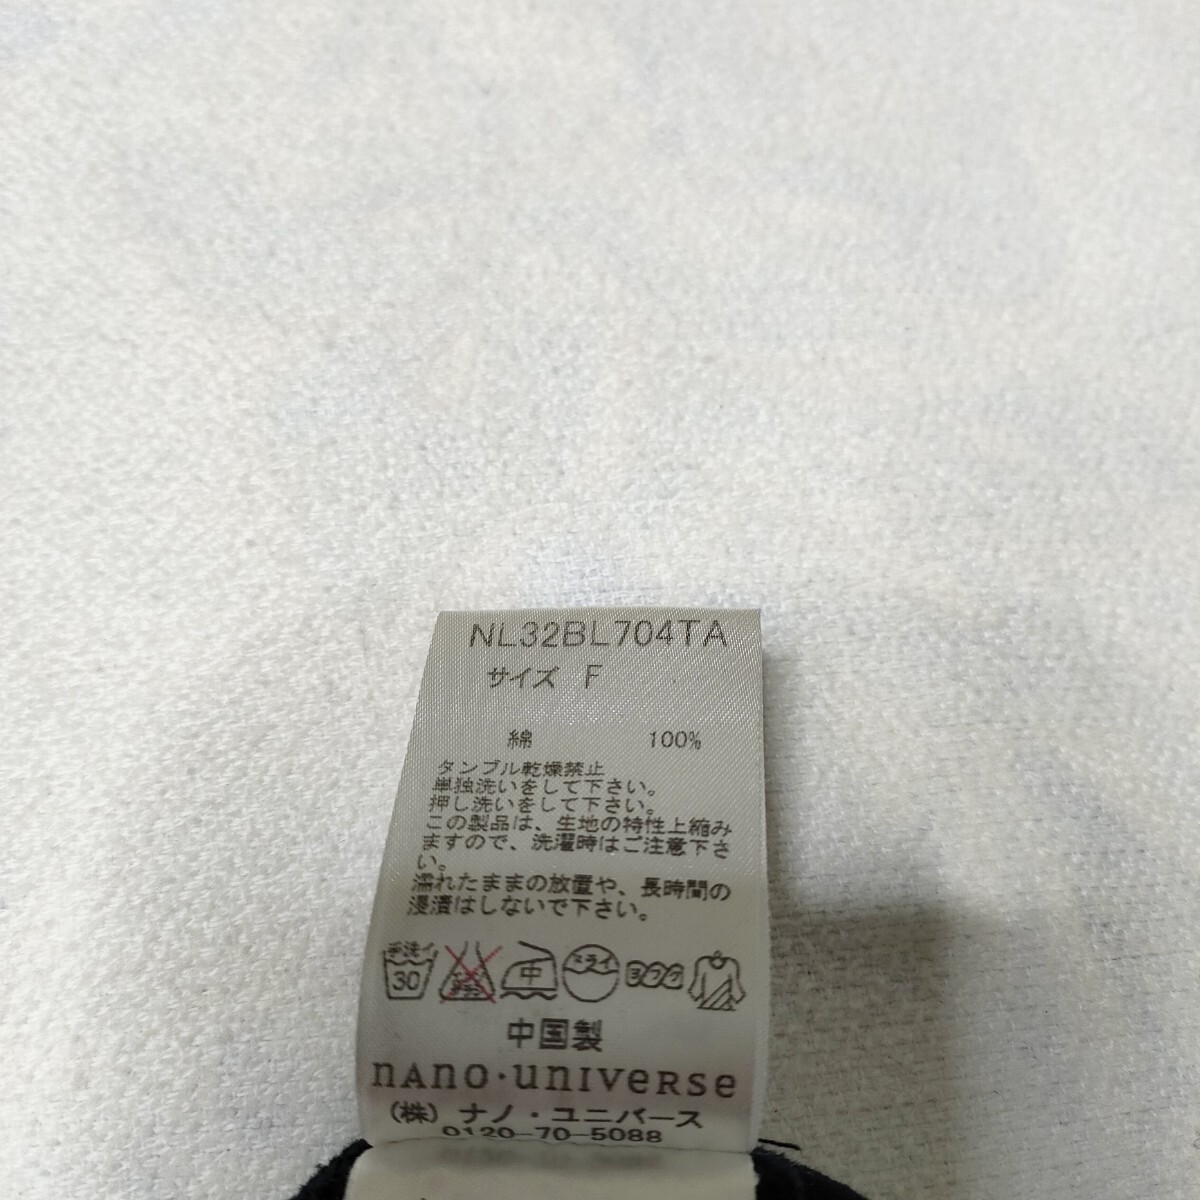 NL32BL704TA
サイズ F
綿 100%
タンブル乾燥禁止
単独洗いをして下さい。
押し洗いをして下さい。
この製品は、生地の特性上縮み
ますので、洗濯時はご注意下さ
い。
濡れたままの放置や、長時間の
浸漬はしないで下さい。
手洗イ 30 中 ドライ ヨワク
中国製
nANO·UNIVERSE
(株) ナノ・ユニバース
0120-70-5088